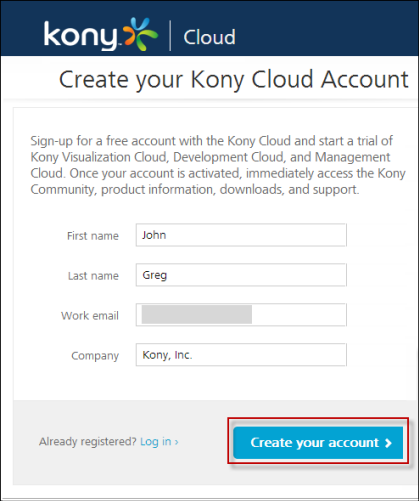 kony Cloud
Create your Kony Cloud Account
Sign-up for a free account with the Kony Cloud and start a trial of
Kony Visualization Cloud, Development Cloud, and Management
Cloud. Once your account is activated, immediately access the Kony
Community, product information, downloads, and support.
First name John
Last name Greg
Work email
Company Kony, Inc.
Already registered? Log in ›
Create your account ›